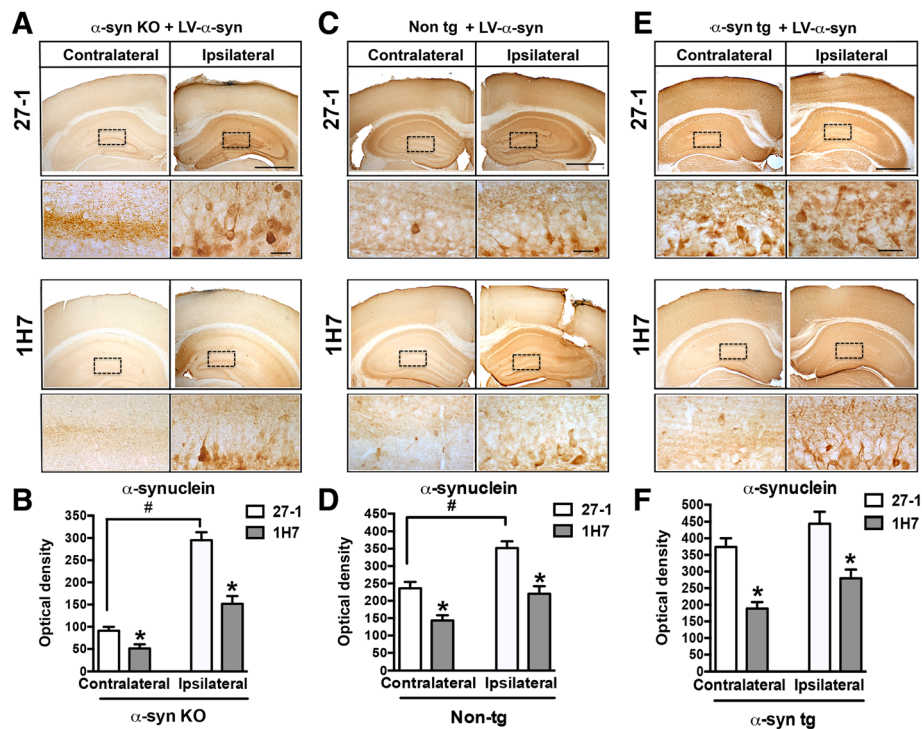 A α-syn KO + LV-α-syn
Contralateral Ipsilateral
27-1
1H7
B α-synuclein
#
27-1
1H7
Optical density
350
300
250
200
150
100
50
0
* *
Contralateral Ipsilateral
α-syn KO
C Non tg + LV-α-syn
Contralateral Ipsilateral
27-1
1H7
D α-synuclein
#
27-1
1H7
Optical density
450
400
350
300
250
200
150
100
50
0
* *
Contralateral Ipsilateral
Non-tg
E α-syn tg + LV-α-syn
Contralateral Ipsilateral
27-1
1H7
F α-synuclein
27-1
1H7
Optical density
500
450
400
350
300
250
200
150
100
50
0
* *
Contralateral Ipsilateral
α-syn tg